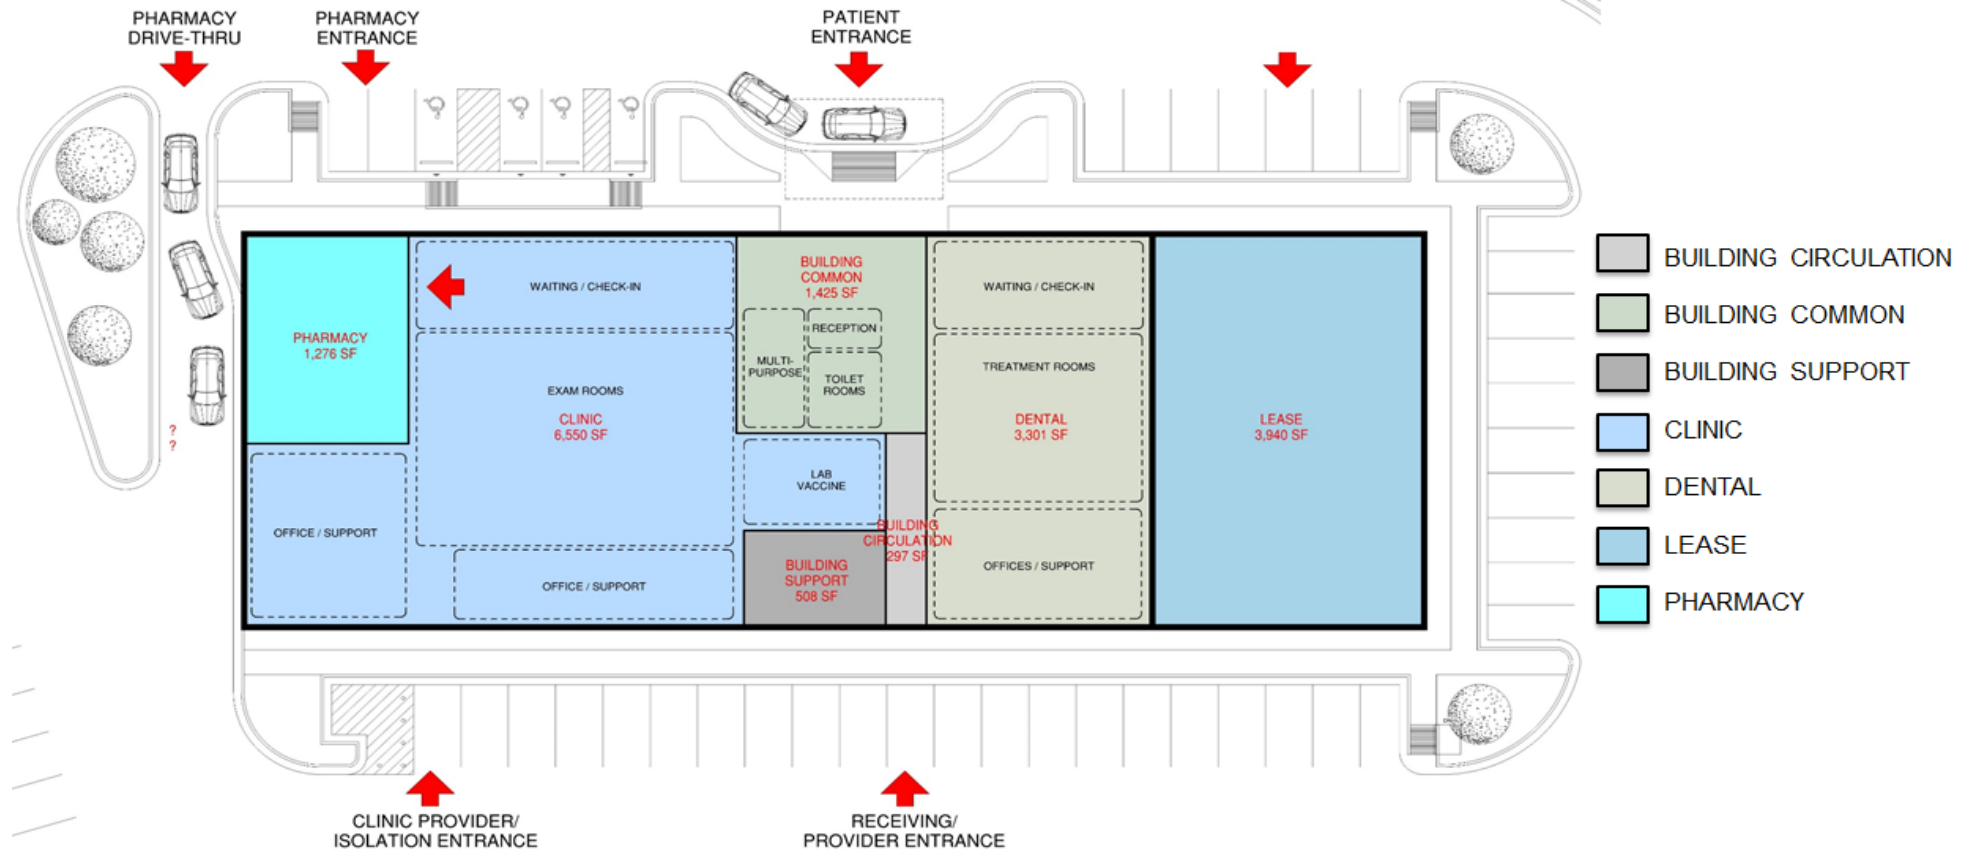 PHARMACY
DRIVE-THRU
PHARMACY
ENTRANCE
PATIENT
ENTRANCE
?
?
PHARMACY
1,276 SF
WAITING / CHECK-IN
EXAM ROOMS
CLINIC
6,550 SF
OFFICE / SUPPORT
OFFICE / SUPPORT
BUILDING
COMMON
1,425 SF
RECEPTION
MULTI-
PURPOSE
TOILET
ROOMS
LAB
VACCINE
BUILDING
CIRCULATION
297 SF
BUILDING
SUPPORT
508 SF
WAITING / CHECK-IN
TREATMENT ROOMS
DENTAL
3,301 SF
OFFICES / SUPPORT
LEASE
3,940 SF
BUILDING CIRCULATION
BUILDING COMMON
BUILDING SUPPORT
CLINIC
DENTAL
LEASE
PHARMACY
CLINIC PROVIDER/
ISOLATION ENTRANCE
RECEIVING/
PROVIDER ENTRANCE